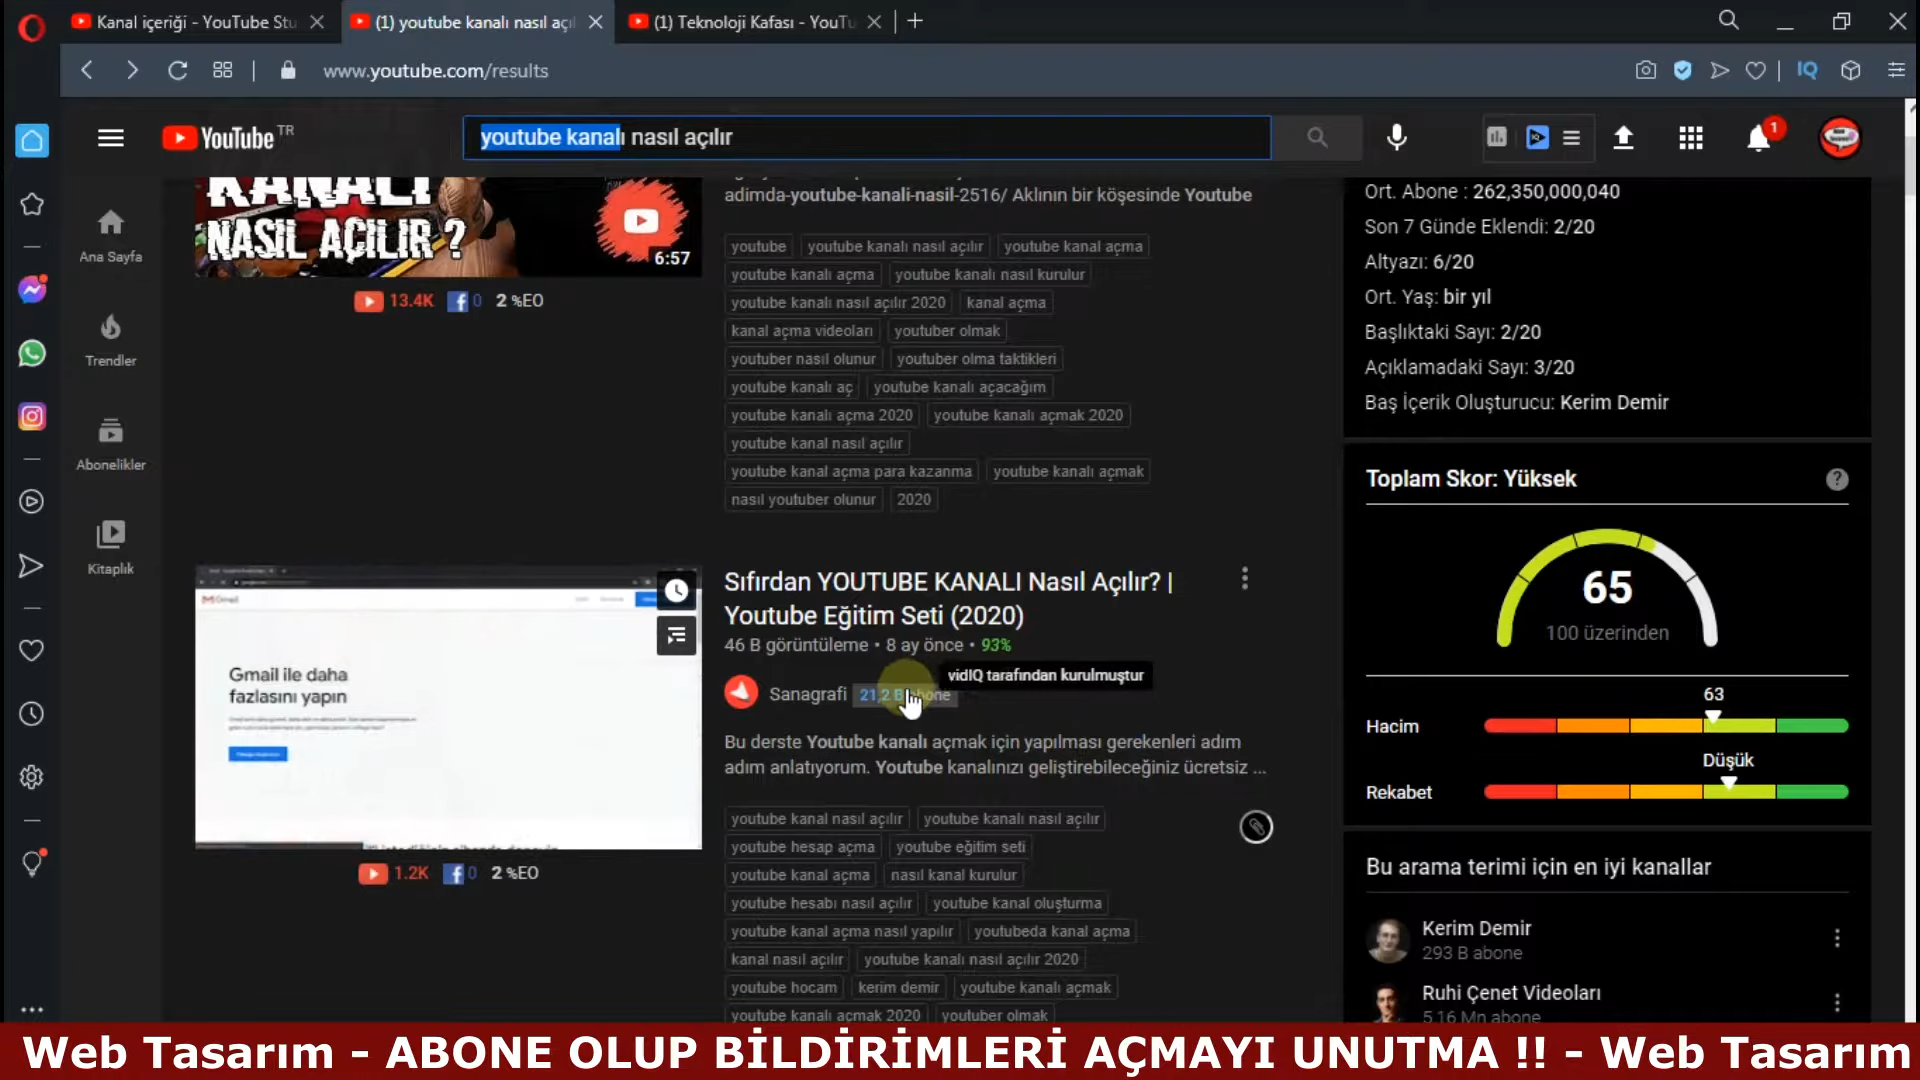 Kanal içeriği - YouTube Stu
(1) youtube kanalı nasıl açıl
(1) Teknoloji Kafası - YouTu
www.youtube.com/results
IQ
YouTube TR
youtube kanalı nasıl açılır
1
Ana Sayfa
Trendler
Abonelikler
Kitaplık
KANALI
NASIL AÇILIR ?
6:57
13.4K 0 2 %EO
adimda-youtube-kanali-nasil-2516/ Aklının bir köşesinde Youtube
youtube
youtube kanalı nasıl açılır
youtube kanal açma
youtube kanalı açma
youtube kanalı nasıl kurulur
youtube kanalı nasıl açılır 2020
kanal açma
kanal açma videoları
youtuber olmak
youtuber nasıl olunur
youtuber olma taktikleri
youtube kanalı aç
youtube kanalı açacağım
youtube kanalı açma 2020
youtube kanalı açmak 2020
youtube kanal nasıl açılır
youtube kanal açma para kazanma
youtube kanalı açmak
nasıl youtuber olunur
2020
Gmail
Gmail ile daha
fazlasını yapın
1.2K 0 2 %EO
Sıfırdan YOUTUBE KANALI Nasıl Açılır? |
Youtube Eğitim Seti (2020)
46 B görüntüleme • 8 ay önce • 93%
vidIQ tarafından kurulmuştur
Sanagrafi
21,2 B abone
Bu derste Youtube kanalı açmak için yapılması gerekenleri adım
adım anlatıyorum. Youtube kanalınızı geliştirebileceğiniz ücretsiz ...
youtube kanal nasıl açılır
youtube kanalı nasıl açılır
youtube hesap açma
youtube eğitim seti
youtube kanal açma
nasıl kanal kurulur
youtube hesabı nasıl açılır
youtube kanal oluşturma
youtube kanal açma nasıl yapılır
youtubeda kanal açma
kanal nasıl açılır
youtube kanalı nasıl açılır 2020
youtube hocam
kerim demir
youtube kanalı açmak
youtube kanalı açmak 2020
youtuber olmak
Ort. Abone : 262,350,000,040
Son 7 Günde Eklendi: 2/20
Altyazı: 6/20
Ort. Yaş: bir yıl
Başlıktaki Sayı: 2/20
Açıklamadaki Sayı: 3/20
Baş İçerik Oluşturucu: Kerim Demir
Toplam Skor: Yüksek
65
100 üzerinden
63
Hacim
Düşük
Rekabet
Bu arama terimi için en iyi kanallar
Kerim Demir
293 B abone
Ruhi Çenet Videoları
5,16 Mn abone
Web Tasarım - ABONE OLUP BİLDİRİMLERİ AÇMAYI UNUTMA !! - Web Tasarım